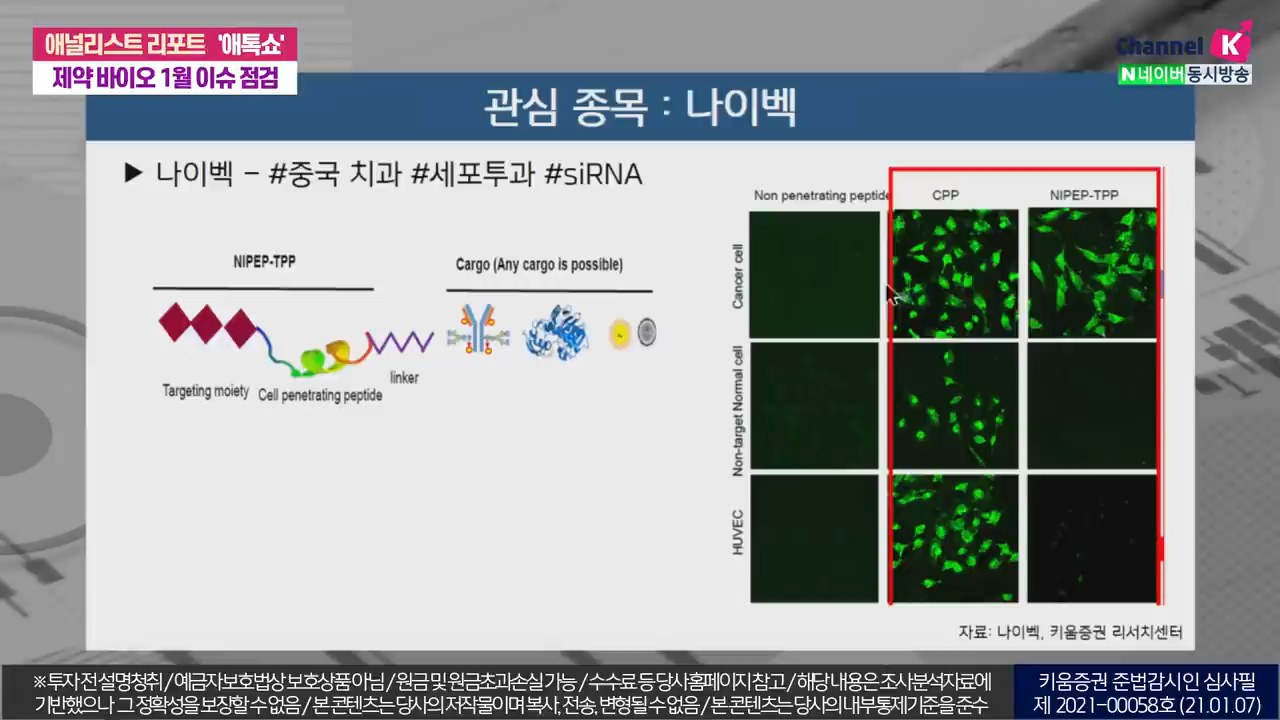 애널리스트 리포트 '애톡쇼'
제약 바이오 1월 이슈 점검
Channel K
N 네이버 동시방송
관심 종목 : 나이벡
▶ 나이벡 – #중국 치과 #세포투과 #siRNA
NIPEP-TPP
Cargo (Any cargo is possible)
Targeting moiety
Cell penetrating peptide
linker
Non penetrating peptide
CPP
NIPEP-TPP
Cancer cell
Non-target Normal cell
HUVEC
자료: 나이벡, 키움증권 리서치센터
※ 투자 전 설명청취 / 예금자보호법상 보호상품 아님 / 원금 및 원금초과손실 가능 / 수수료 등 당사 홈페이지 참고 / 해당 내용은 조사분석자료에
기반했으나 그 정확성을 보장할 수 없음 / 본 콘텐츠는 당사의 저작물이며 복사, 전송, 변형될 수 없음 / 본 콘텐츠는 당사의 내부통제기준을 준수
키움증권 준법감시인 심사필
제 2021-00058호 (21.01.07)